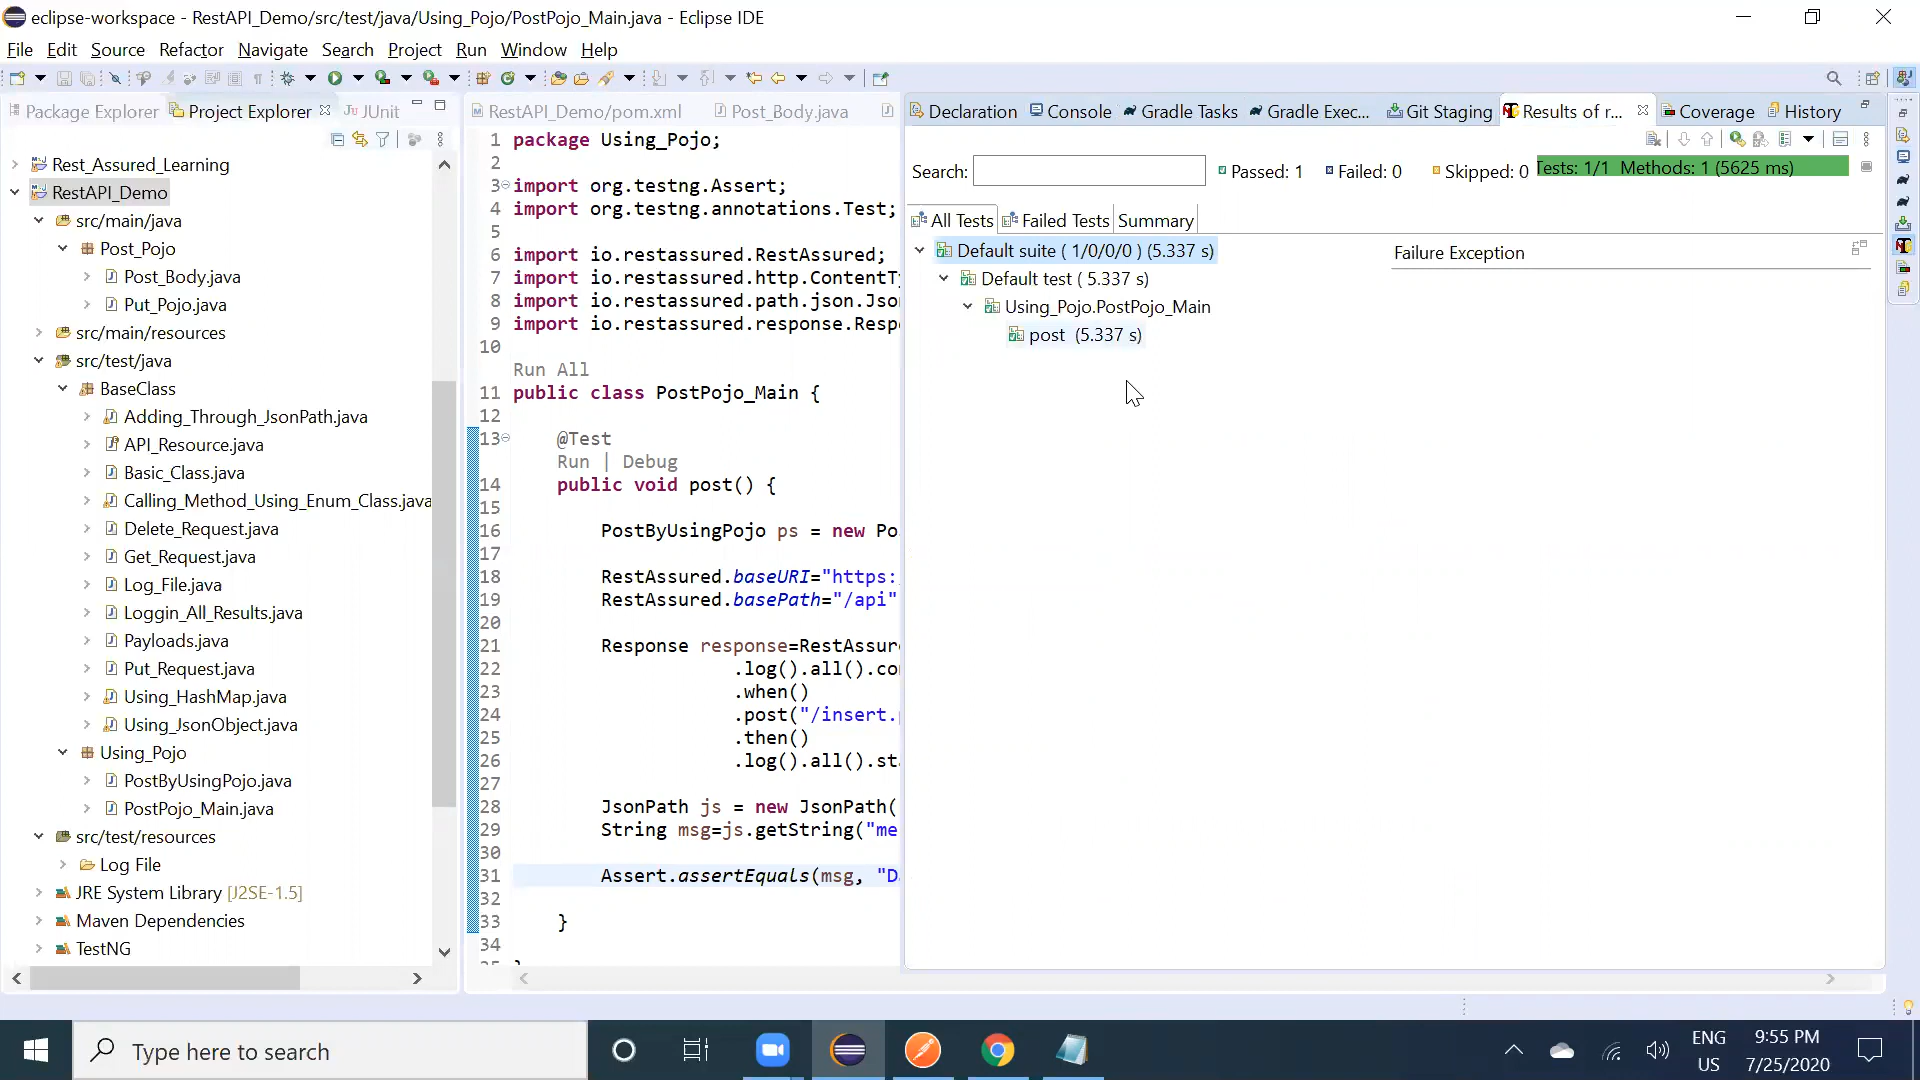 eclipse-workspace - RestAPI_Demo/src/test/java/Using_Pojo/PostPojo_Main.java - Eclipse IDE
File Edit Source Refactor Navigate Search Project Run Window Help
Package Explorer Project Explorer JUnit
Rest_Assured_Learning
RestAPI_Demo
src/main/java
Post_Pojo
Post_Body.java
Put_Pojo.java
src/main/resources
src/test/java
BaseClass
Adding_Through_JsonPath.java
API_Resource.java
Basic_Class.java
Calling_Method_Using_Enum_Class.java
Delete_Request.java
Get_Request.java
Log_File.java
Loggin_All_Results.java
Payloads.java
Put_Request.java
Using_HashMap.java
Using_JsonObject.java
Using_Pojo
PostByUsingPojo.java
PostPojo_Main.java
src/test/resources
Log File
JRE System Library [J2SE-1.5]
Maven Dependencies
TestNG
RestAPI_Demo/pom.xml Post_Body.java
1 package Using_Pojo;
2
3 import org.testng.Assert;
4 import org.testng.annotations.Test;
5
6 import io.restassured.RestAssured;
7 import io.restassured.http.ContentTy
8 import io.restassured.path.json.Jso
9 import io.restassured.response.Resp
10
Run All
11 public class PostPojo_Main {
12
13 @Test
Run | Debug
14 public void post() {
15
16 PostByUsingPojo ps = new Po
17
18 RestAssured.baseURI="https:
19 RestAssured.basePath="/api"
20
21 Response response=RestAssure
22 .log().all().co
23 .when()
24 .post("/insert.
25 .then()
26 .log().all().st
27
28 JsonPath js = new JsonPath(
29 String msg=js.getString("me
30
31 Assert.assertEquals(msg, "D
32
33 }
34
Declaration Console Gradle Tasks Gradle Exec... Git Staging Results of r... Coverage History
Search: Passed: 1 Failed: 0 Skipped: 0 Tests: 1/1 Methods: 1 (5625 ms)
All Tests Failed Tests Summary
Default suite ( 1/0/0/0 ) (5.337 s)
Default test ( 5.337 s)
Using_Pojo.PostPojo_Main
post (5.337 s)
Failure Exception
Type here to search
ENG
US
9:55 PM
7/25/2020